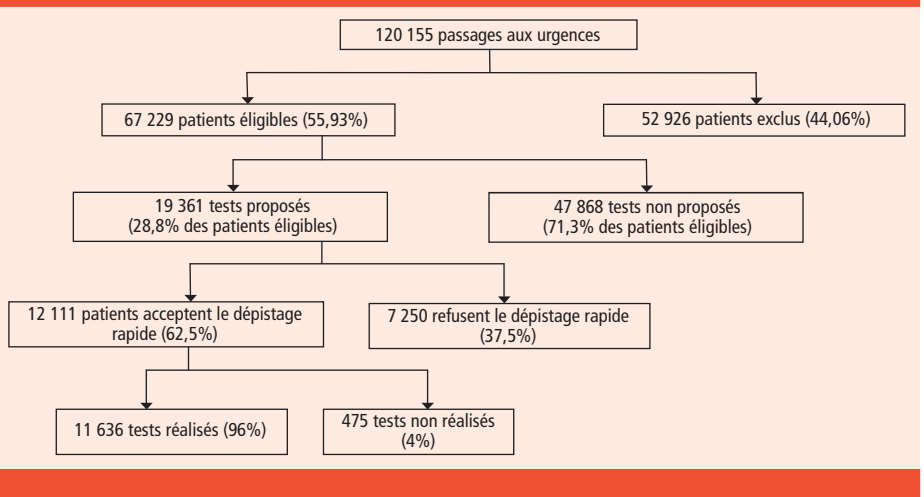 120 155 passages aux urgences
67 229 patients éligibles (55,93%)
52 926 patients exclus (44,06%)
19 361 tests proposés
(28,8% des patients éligibles)
47 868 tests non proposés
(71,3% des patients éligibles)
12 111 patients acceptent le dépistage
rapide (62,5%)
7 250 refusent le dépistage rapide
(37,5%)
11 636 tests réalisés (96%)
475 tests non réalisés
(4%)